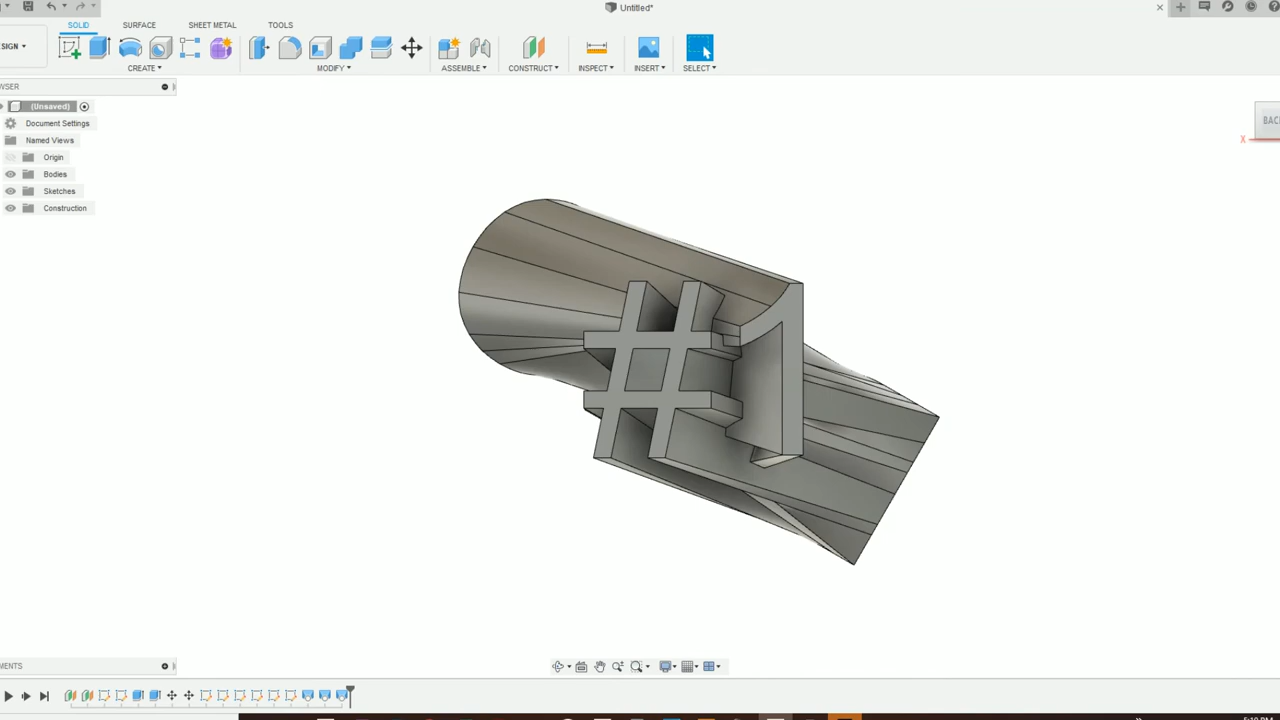 Untitled*
SOLID SURFACE SHEET METAL TOOLS
SIGN
CREATE MODIFY ASSEMBLE CONSTRUCT INSPECT INSERT SELECT
WSER
(Unsaved)
Document Settings
Named Views
Origin
Bodies
Sketches
Construction
BACK
X
#1
MENTS